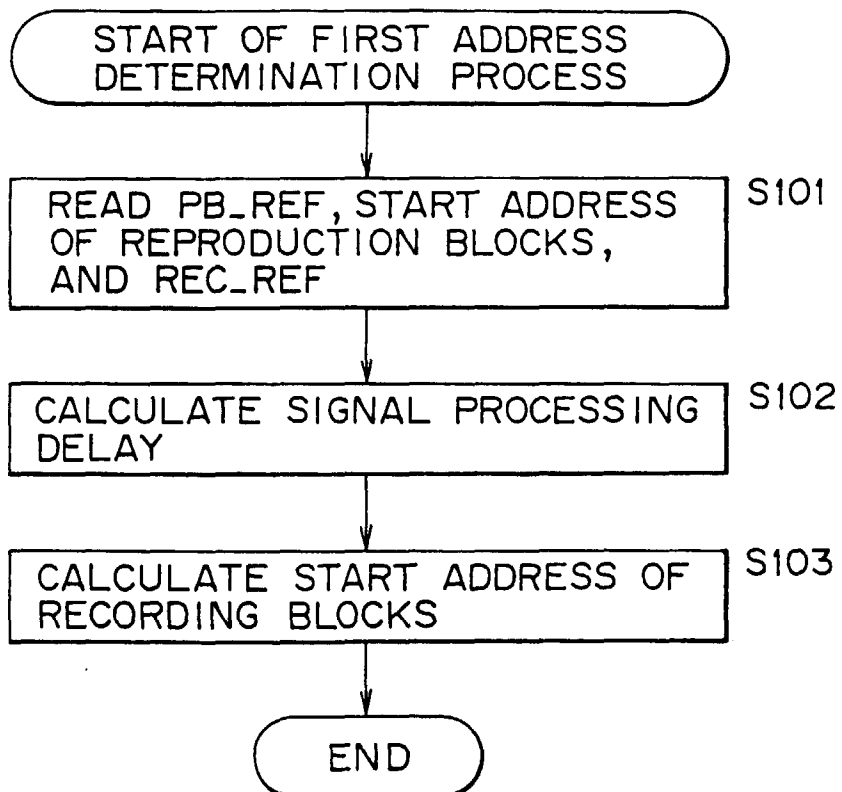 START OF FIRST ADDRESS
DETERMINATION PROCESS
READ PB_REF, START ADDRESS
OF REPRODUCTION BLOCKS,
AND REC_REF
S101
CALCULATE SIGNAL PROCESSING
DELAY
S102
CALCULATE START ADDRESS OF
RECORDING BLOCKS
S103
END